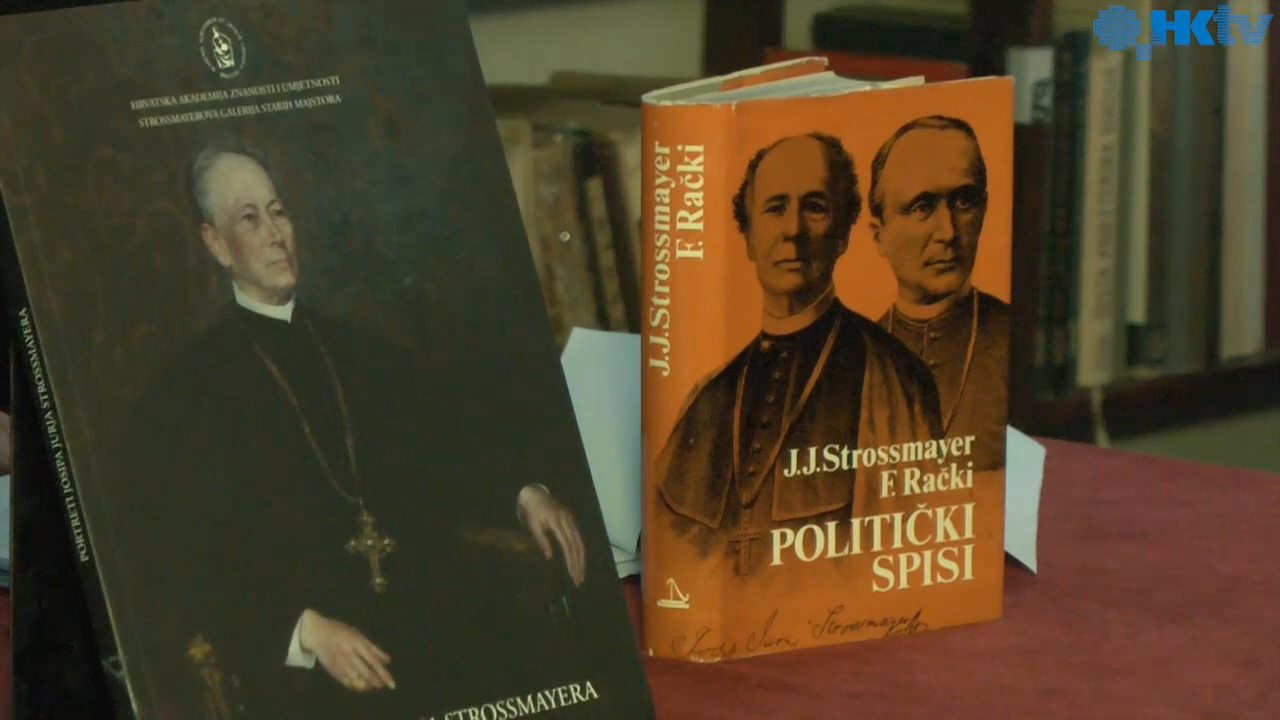 HKtv
HRVATSKA AKADEMIJA ZNANOSTI I UMJETNOSTI
STROSSMAYEROVA GALERIJA STARIH MAJSTORA
PORTRETI JOSIPA JURJA STROSSMAYERA
STROSSMAYERA
J.J.Strossmayer
F. Rački
J.J.Strossmayer
F. Rački
POLITIČKI
SPISI
Strossmayer